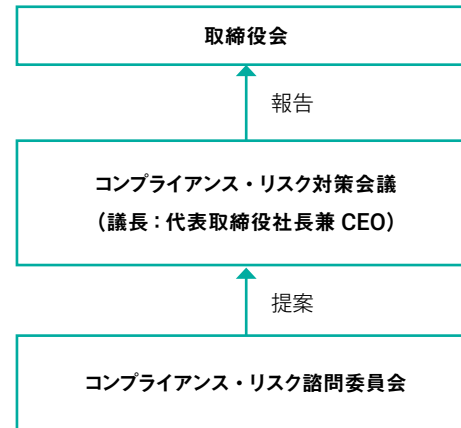 取締役会
報告
コンプライアンス・リスク対策会議
（議長：代表取締役社長兼 CEO）
提案
コンプライアンス・リスク諮問委員会